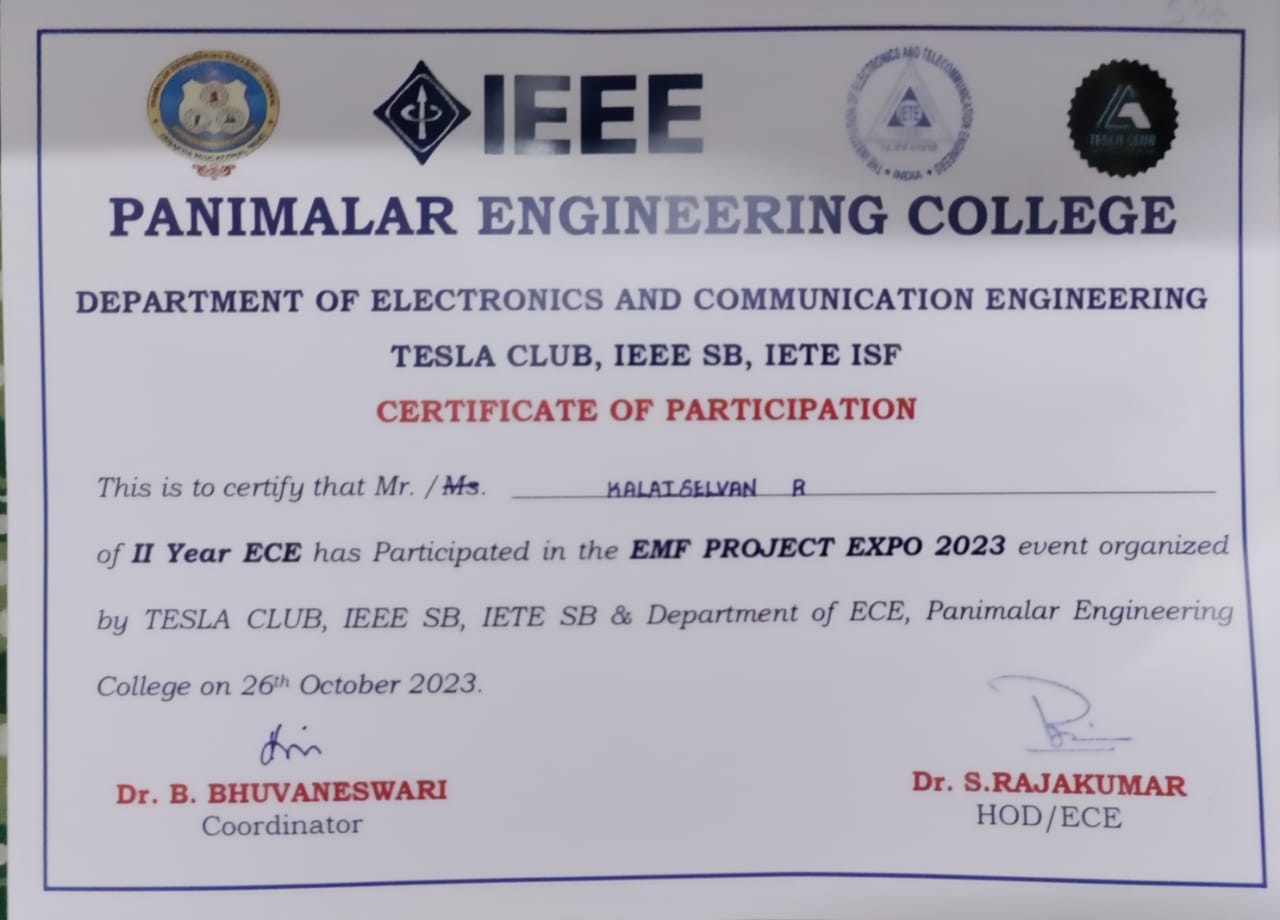 IEEE
THE INSTITUTION OF ELECTRONICS AND TELECOMMUNICATION ENGINEERS
IETE
INDIA
TESLA CLUB
PANIMALAR ENGINEERING COLLEGE
DEPARTMENT OF ELECTRONICS AND COMMUNICATION ENGINEERING
TESLA CLUB, IEEE SB, IETE ISF
CERTIFICATE OF PARTICIPATION
This is to certify that Mr. / Ms. KALAISELVAN R
of II Year ECE has Participated in the EMF PROJECT EXPO 2023 event organized
by TESLA CLUB, IEEE SB, IETE SB & Department of ECE, Panimalar Engineering
College on 26th October 2023.
Dr. B. BHUVANESWARI
Coordinator
Dr. S.RAJAKUMAR
HOD/ECE